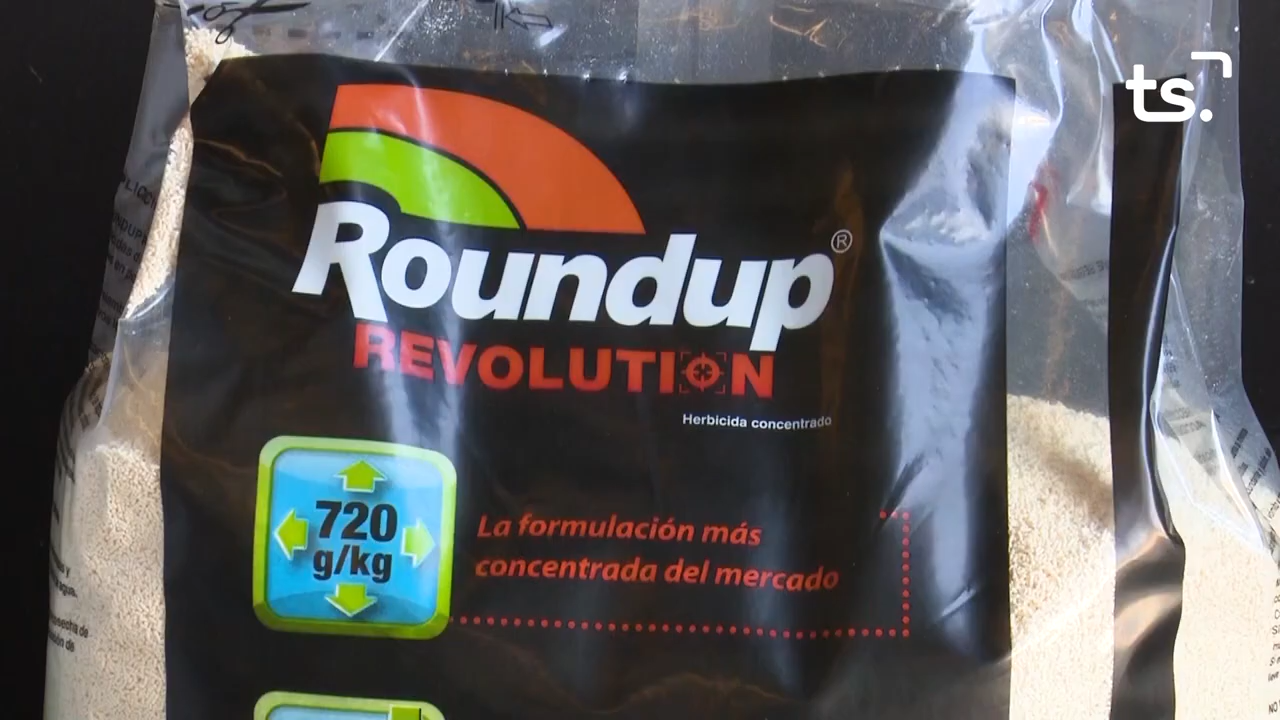 ts.
Roundup®
REVOLUTION
Herbicida concentrado
720
g/kg
La formulación más
concentrada del mercado